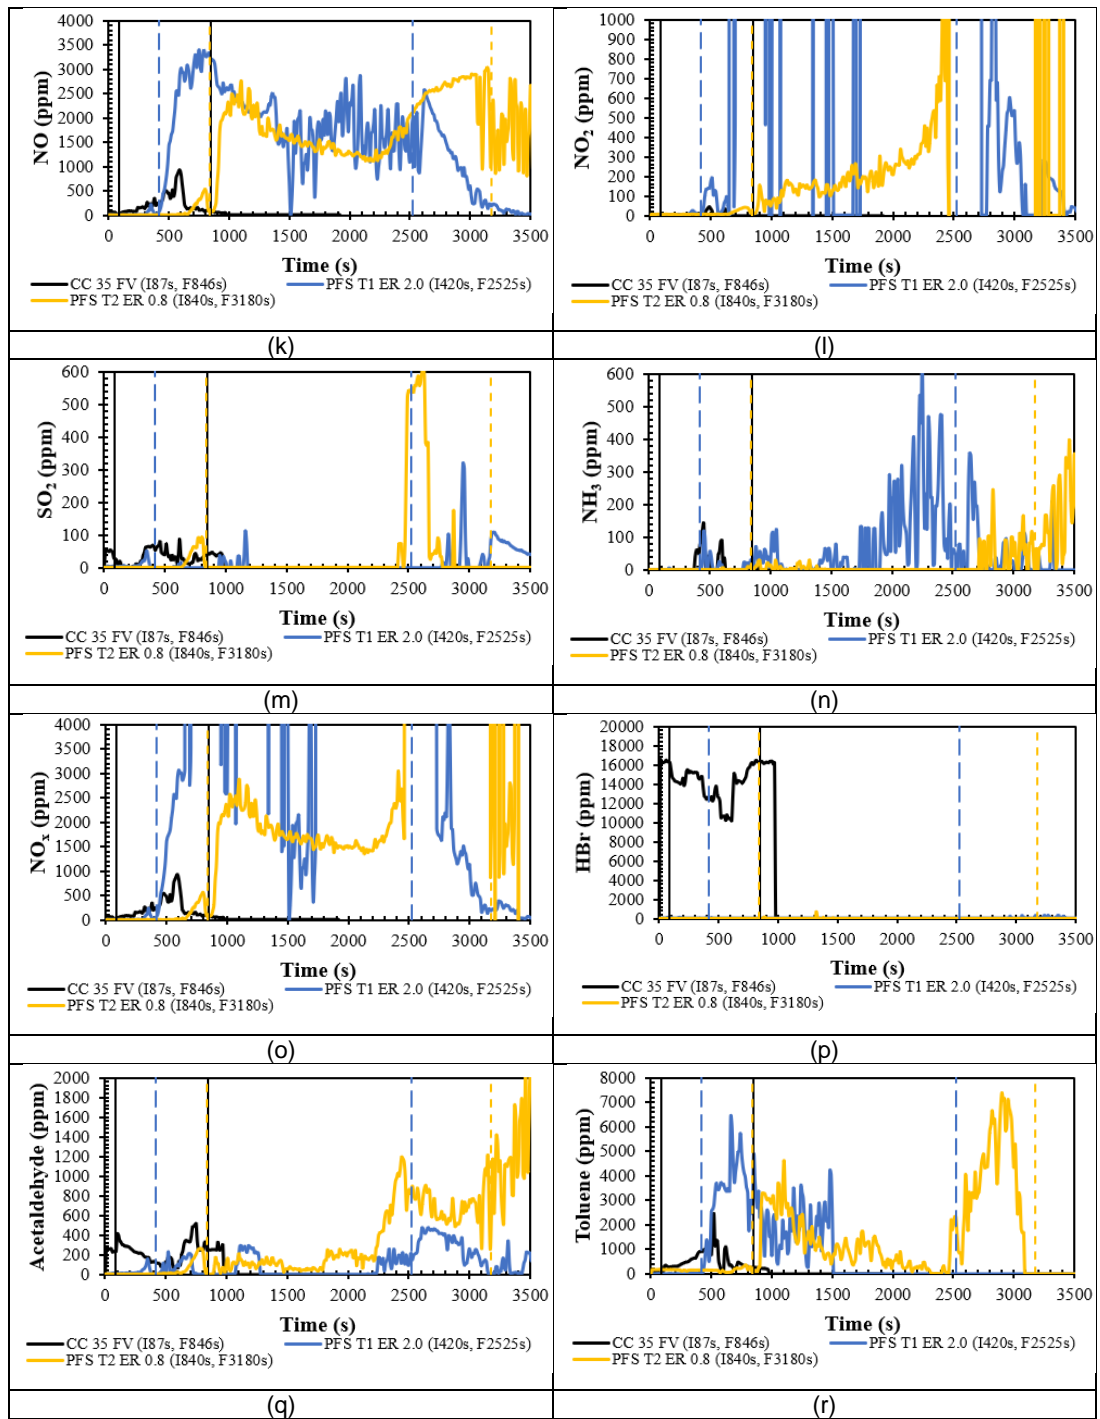 NO (ppm)
4000
3500
3000
2500
2000
1500
1000
500
0
0 500 1000 1500 2000 2500 3000 3500
Time (s)
CC 35 FV (I87s, F846s) PFS T1 ER 2.0 (I420s, F2525s)
PFS T2 ER 0.8 (I840s, F3180s)
(k)
NO2 (ppm)
1000
900
800
700
600
500
400
300
200
100
0
0 500 1000 1500 2000 2500 3000 3500
Time (s)
CC 35 FV (I87s, F846s) PFS T1 ER 2.0 (I420s, F2525s)
PFS T2 ER 0.8 (I840s, F3180s)
(l)
SO2 (ppm)
600
500
400
300
200
100
0
0 500 1000 1500 2000 2500 3000 3500
Time (s)
CC 35 FV (I87s, F846s) PFS T1 ER 2.0 (I420s, F2525s)
PFS T2 ER 0.8 (I840s, F3180s)
(m)
NH3 (ppm)
600
500
400
300
200
100
0
0 500 1000 1500 2000 2500 3000 3500
Time (s)
CC 35 FV (I87s, F846s) PFS T1 ER 2.0 (I420s, F2525s)
PFS T2 ER 0.8 (I840s, F3180s)
(n)
NOx (ppm)
4000
3500
3000
2500
2000
1500
1000
500
0
0 500 1000 1500 2000 2500 3000 3500
Time (s)
CC 35 FV (I87s, F846s) PFS T1 ER 2.0 (I420s, F2525s)
PFS T2 ER 0.8 (I840s, F3180s)
(o)
HBr (ppm)
20000
18000
16000
14000
12000
10000
8000
6000
4000
2000
0
0 500 1000 1500 2000 2500 3000 3500
Time (s)
CC 35 FV (I87s, F846s) PFS T1 ER 2.0 (I420s, F2525s)
PFS T2 ER 0.8 (I840s, F3180s)
(p)
Acetaldehyde (ppm)
2000
1800
1600
1400
1200
1000
800
600
400
200
0
0 500 1000 1500 2000 2500 3000 3500
Time (s)
CC 35 FV (I87s, F846s) PFS T1 ER 2.0 (I420s, F2525s)
PFS T2 ER 0.8 (I840s, F3180s)
(q)
Toluene (ppm)
8000
7000
6000
5000
4000
3000
2000
1000
0
0 500 1000 1500 2000 2500 3000 3500
Time (s)
CC 35 FV (I87s, F846s) PFS T1 ER 2.0 (I420s, F2525s)
PFS T2 ER 0.8 (I840s, F3180s)
(r)